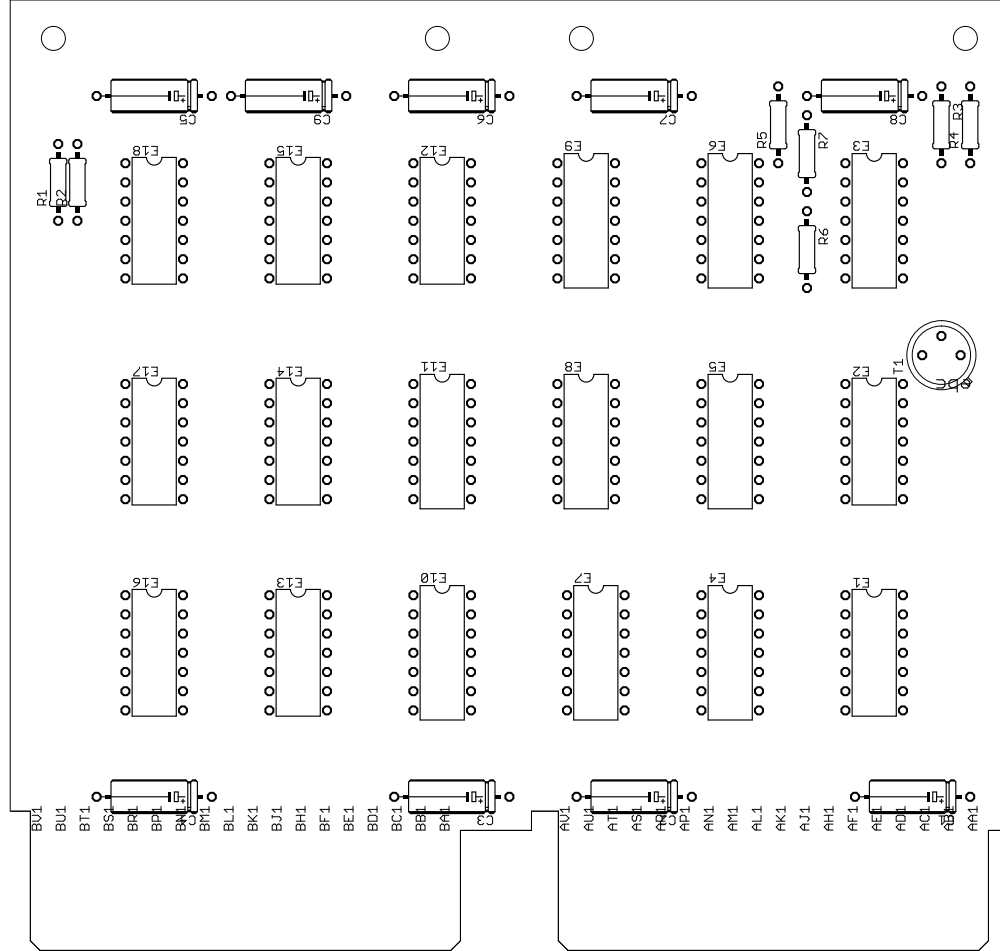 C5 C9 C6 C7 C8
R5 R7 R4 R3
E18 E15 E12 E9 E6 E3
R1 R2
R6
T1
E17 E14 E11 E8 E5 E2
E16 E13 E10 E7 E4 E1
C3
BV1 BU1 BT1 BS1 BR1 BP1 BN1 BM1 BL1 BK1 BJ1 BH1 BF1 BE1 BD1 BC1 BB1 BA1 AV1 AU1 AT1 AS1 AR1 AP1 AN1 AM1 AL1 AK1 AJ1 AH1 AF1 AE1 AD1 AC1 AB1 AA1